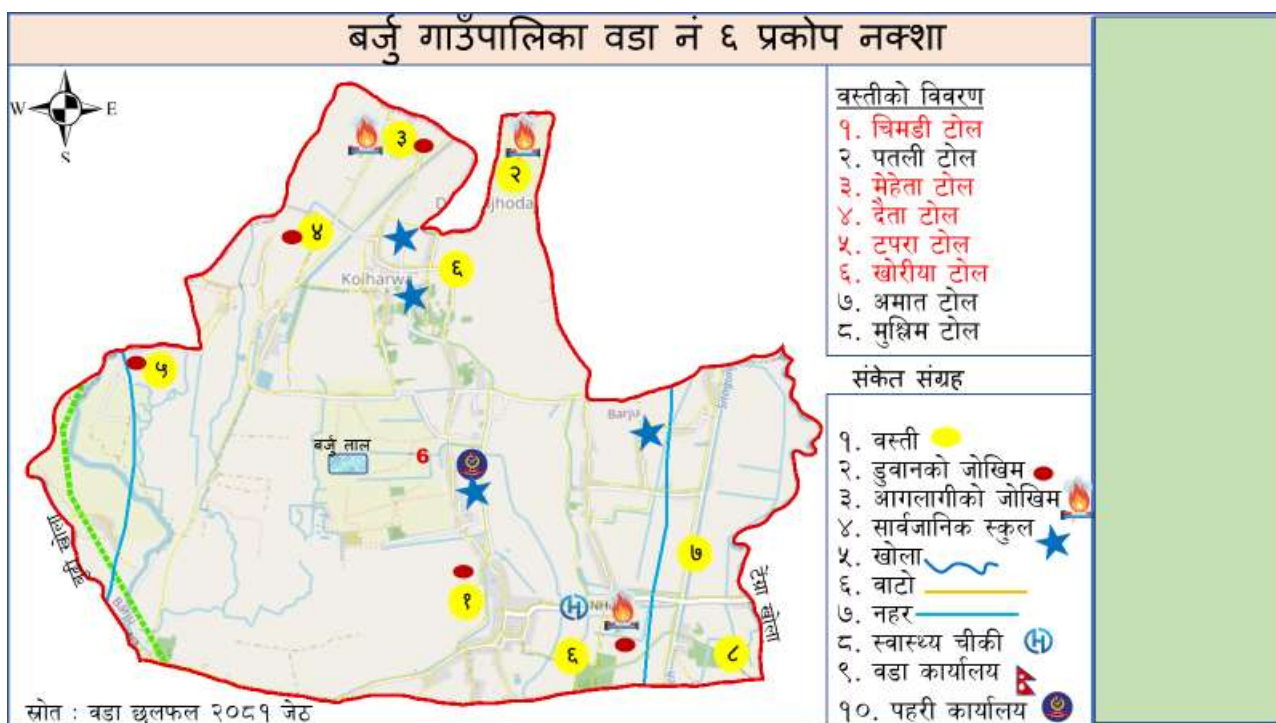 बर्जु गाउँपालिका वडा नं ६ प्रकोप नक्शा
W E
S
वस्तीको विवरण
१. चिमडी टोल
२. पतली टोल
३. मेहेता टोल
४. दैता टोल
५. टपरा टोल
६. खोरीया टोल
७. अमात टोल
८. मुश्लिम टोल
संकेत संग्रह
१. वस्ती
२. डुवानको जोखिम
३. आगलागीको जोखिम
४. सार्वजानिक स्कुल
५. खोला
६. वाटो
७. नहर
८. स्वास्थ्य चौकी
९. वडा कार्यालय
१०. पहरी कार्यालय
३
२
४
६
Koiharwa
५
Barju
बर्जु ताल
6
७
१
H
NH
६
८
टेंग्रा खोला
स्रोत : वडा छलफल २०८१ जेठ